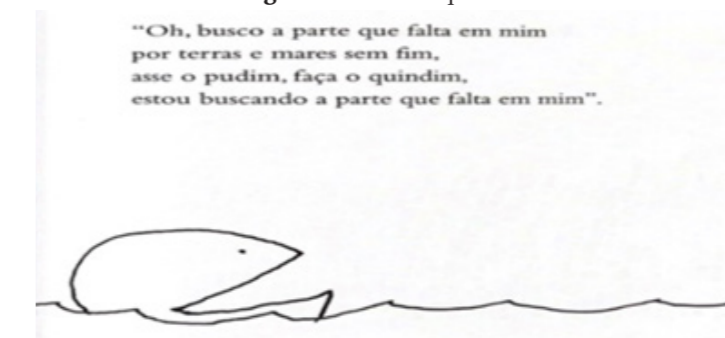 “Oh, busco a parte que falta em mim
por terras e mares sem fim,
asse o pudim, faça o quindim,
estou buscando a parte que falta em mim”.